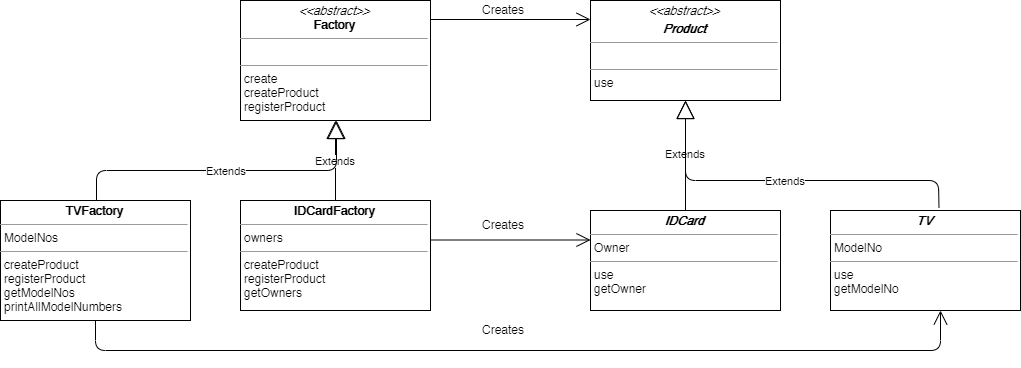 <<abstract>>
Factory
create
createProduct
registerProduct
Creates
<<abstract>>
Product
use
Extends
Extends
Extends
Extends
TVFactory
ModelNos
createProduct
registerProduct
getModelNos
printAllModelNumbers
IDCardFactory
owners
createProduct
registerProduct
getOwners
Creates
IDCard
Owner
use
getOwner
TV
ModelNo
use
getModelNo
Creates